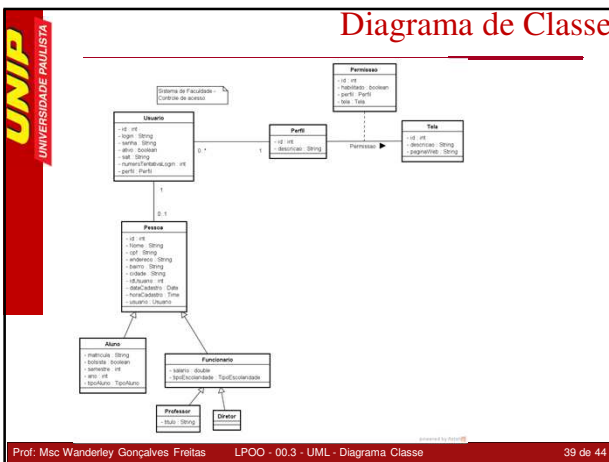 Diagrama de Classe
UNIP
UNIVERSIDADE PAULISTA
Sistema de Faculdade -
Controle de acesso
Permissao
- id : int
- habilitado : boolean
- perfil : Perfil
- tela : Tela
Usuario
- id : int
- login : String
- senha : String
- ativo : boolean
- salt : String
- numeroTentativaLogin : int
- perfil : Perfil
0..*
1
Perfil
- id : int
- descricao : String
Permissao
Tela
- id : int
- descricao : String
- paginaWeb : String
1
0..1
Pessoa
- id : int
- Nome : String
- cpf : String
- endereco : String
- bairro : String
- cidade : String
- idUsuario : int
- dataCadastro : Date
- horaCadastro : Time
- usuario : Usuario
Aluno
- matricula : String
- bolsista : boolean
- semestre : int
- ano : int
- tipoAluno : TipoAluno
Funcionario
- salario : double
- tipoEscolaridade : TipoEscolaridade
Professor
- titulo : String
Diretor
powered by Astah
Prof: Msc Wanderley Gonçalves Freitas LPOO - 00.3 - UML - Diagrama Classe 39 de 44